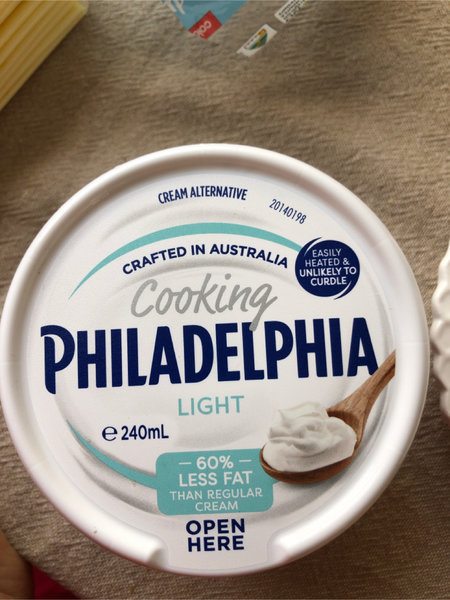 CREAM ALTERNATIVE
20140198
CRAFTED IN AUSTRALIA
EASILY
HEATED &
UNLIKELY TO
CURDLE
Cooking
PHILADELPHIA
LIGHT
℮ 240mL
— 60% —
LESS FAT
THAN REGULAR
CREAM
OPEN
HERE